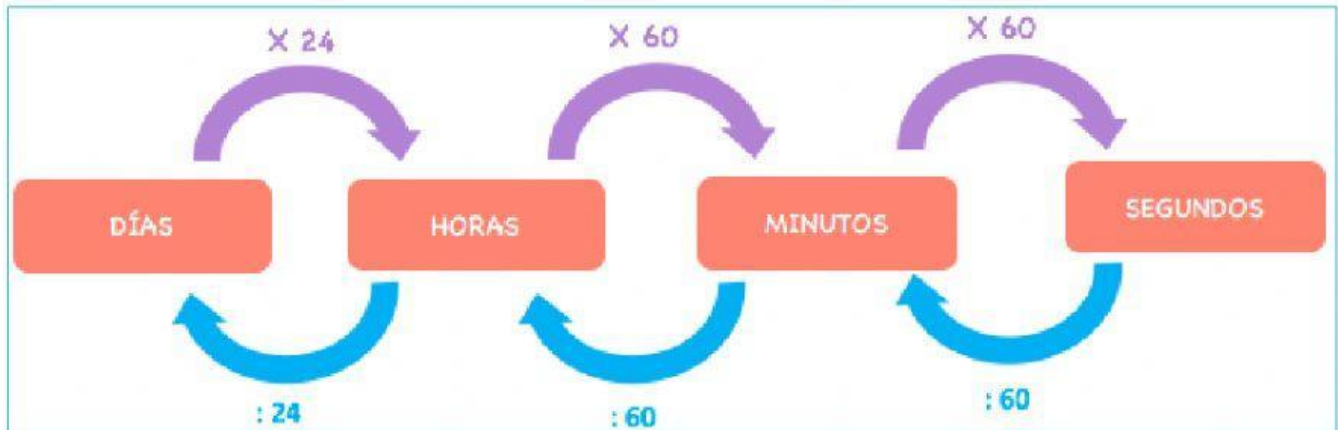 X 24
X 60
X 60
DÍAS
HORAS
MINUTOS
SEGUNDOS
: 24
: 60
: 60